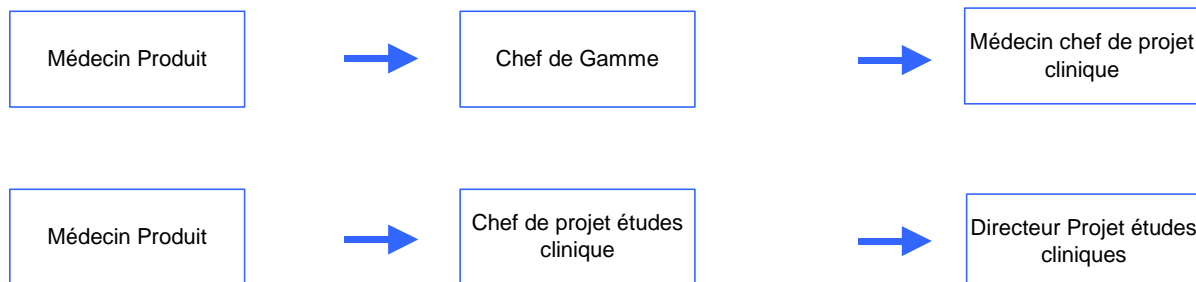 Médecin Produit
Chef de Gamme
Médecin chef de projet
clinique
Médecin Produit
Chef de projet études
clinique
Directeur Projet études
cliniques